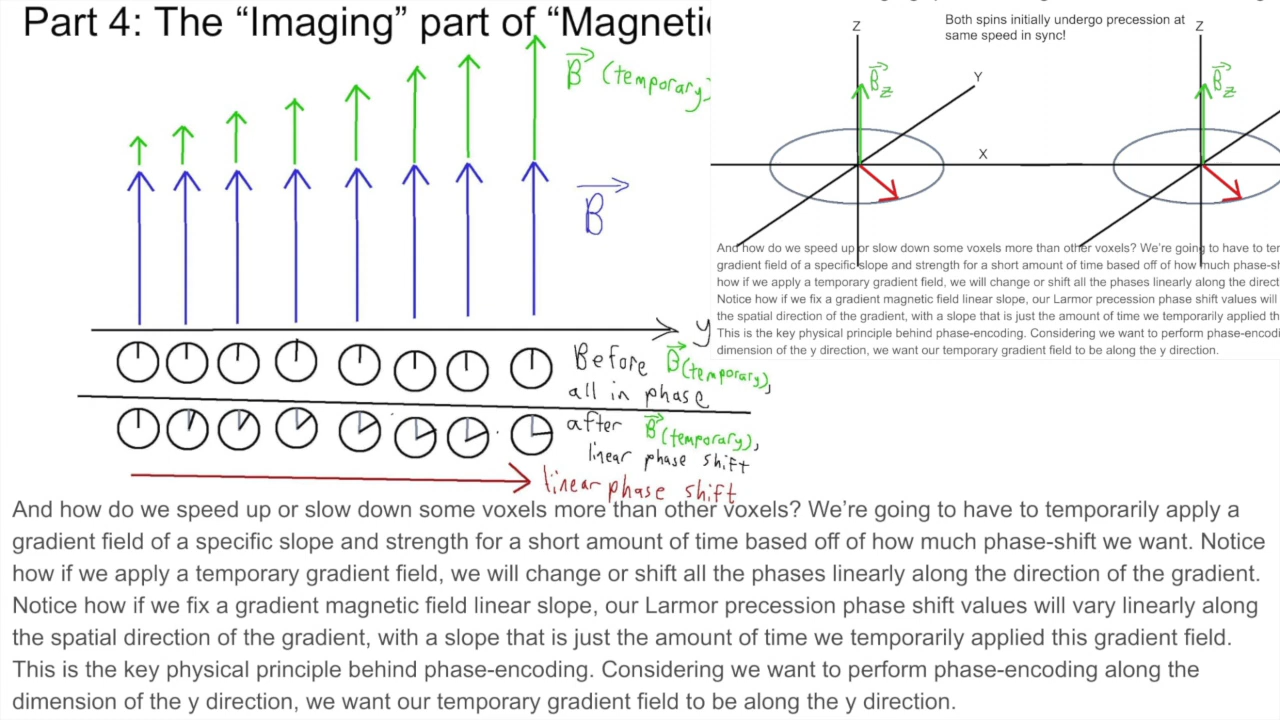 Part 4: The “Imaging” part of “Magnetic
B (temporary)
B
y
Before B(temporary),
all in phase
after B(temporary),
linear phase shift
linear phase shift
Both spins initially undergo precession at
same speed in sync!
Z
Z
B z
B z
Y
X
And how do we speed up or slow down some voxels more than other voxels? We’re going to have to ter
gradient field of a specific slope and strength for a short amount of time based off of how much phase-sh
how if we apply a temporary gradient field, we will change or shift all the phases linearly along the direct
Notice how if we fix a gradient magnetic field linear slope, our Larmor precession phase shift values will
the spatial direction of the gradient, with a slope that is just the amount of time we temporarily applied th
This is the key physical principle behind phase-encoding. Considering we want to perform phase-encodi
dimension of the y direction, we want our temporary gradient field to be along the y direction.
And how do we speed up or slow down some voxels more than other voxels? We’re going to have to temporarily apply a
gradient field of a specific slope and strength for a short amount of time based off of how much phase-shift we want. Notice
how if we apply a temporary gradient field, we will change or shift all the phases linearly along the direction of the gradient.
Notice how if we fix a gradient magnetic field linear slope, our Larmor precession phase shift values will vary linearly along
the spatial direction of the gradient, with a slope that is just the amount of time we temporarily applied this gradient field.
This is the key physical principle behind phase-encoding. Considering we want to perform phase-encoding along the
dimension of the y direction, we want our temporary gradient field to be along the y direction.